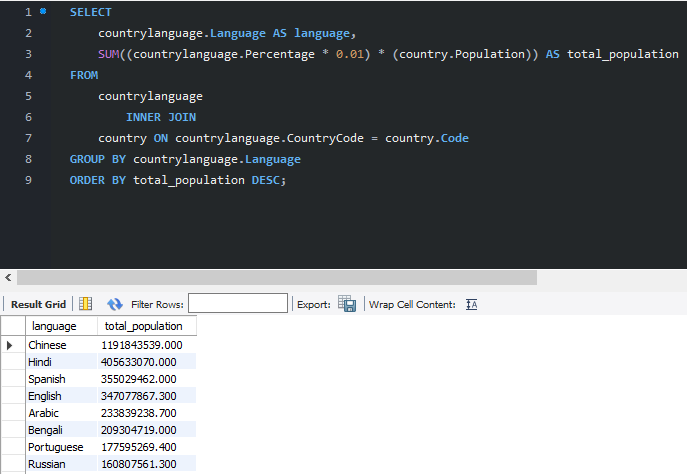 1 SELECT
2 countrylanguage.Language AS language,
3 SUM((countrylanguage.Percentage * 0.01) * (country.Population)) AS total_population
4 FROM
5 countrylanguage
6 INNER JOIN
7 country ON countrylanguage.CountryCode = country.Code
8 GROUP BY countrylanguage.Language
9 ORDER BY total_population DESC;
Result Grid Filter Rows: Export: Wrap Cell Content: IA
language total_population
Chinese 1191843539.000
Hindi 405633070.000
Spanish 355029462.000
English 347077867.300
Arabic 233839238.700
Bengali 209304719.000
Portuguese 177595269.400
Russian 160807561.300